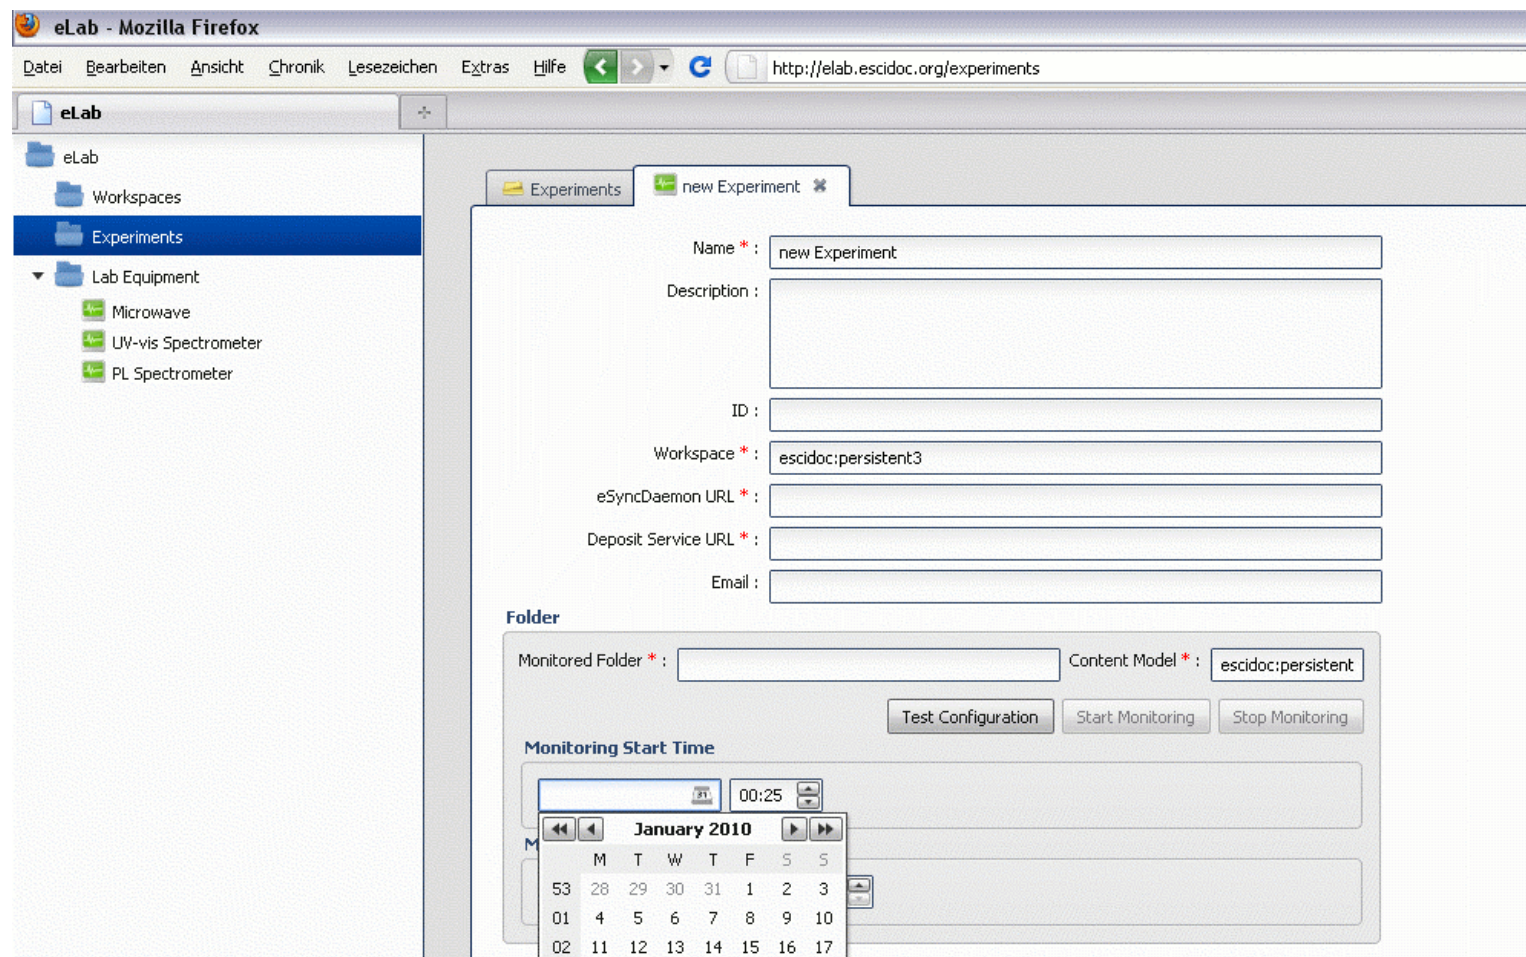 eLab - Mozilla Firefox
Datei Bearbeiten Ansicht Chronik Lesezeichen Extras Hilfe http://elab.escidoc.org/experiments
eLab
eLab
Workspaces
Experiments
Lab Equipment
Microwave
UV-vis Spectrometer
PL Spectrometer
Experiments new Experiment
Name * : new Experiment
Description :
ID :
Workspace * : escidoc:persistent3
eSyncDaemon URL * :
Deposit Service URL * :
Email :
Folder
Monitored Folder * : Content Model * : escidoc:persistent
Test Configuration Start Monitoring Stop Monitoring
Monitoring Start Time
31 00:25
January 2010
M
M T W T F S S
53 28 29 30 31 1 2 3
01 4 5 6 7 8 9 10
02 11 12 13 14 15 16 17